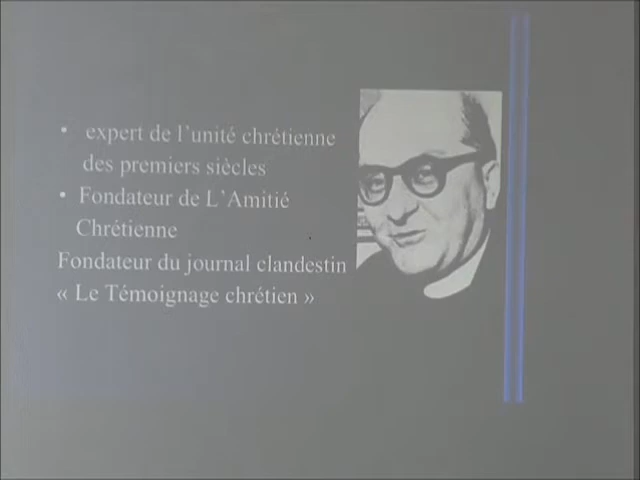 • expert de l'unité chrétienne
des premiers siècles
• Fondateur de L'Amitié
Chrétienne
Fondateur du journal clandestin
« Le Témoignage chrétien »